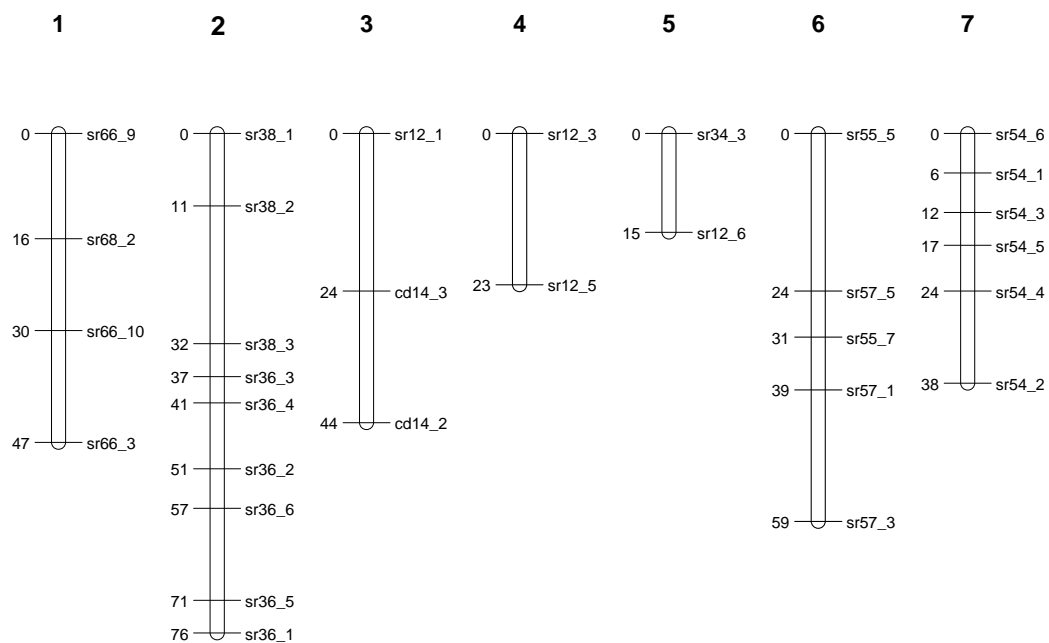 1 2 3 4 5 6 7
0 sr66_9
16 sr68_2
30 sr66_10
47 sr66_3
0 sr38_1
11 sr38_2
32 sr38_3
37 sr36_3
41 sr36_4
51 sr36_2
57 sr36_6
71 sr36_5
76 sr36_1
0 sr12_1
24 cd14_3
44 cd14_2
0 sr12_3
23 sr12_5
0 sr34_3
15 sr12_6
0 sr55_5
24 sr57_5
31 sr55_7
39 sr57_1
59 sr57_3
0 sr54_6
6 sr54_1
12 sr54_3
17 sr54_5
24 sr54_4
38 sr54_2